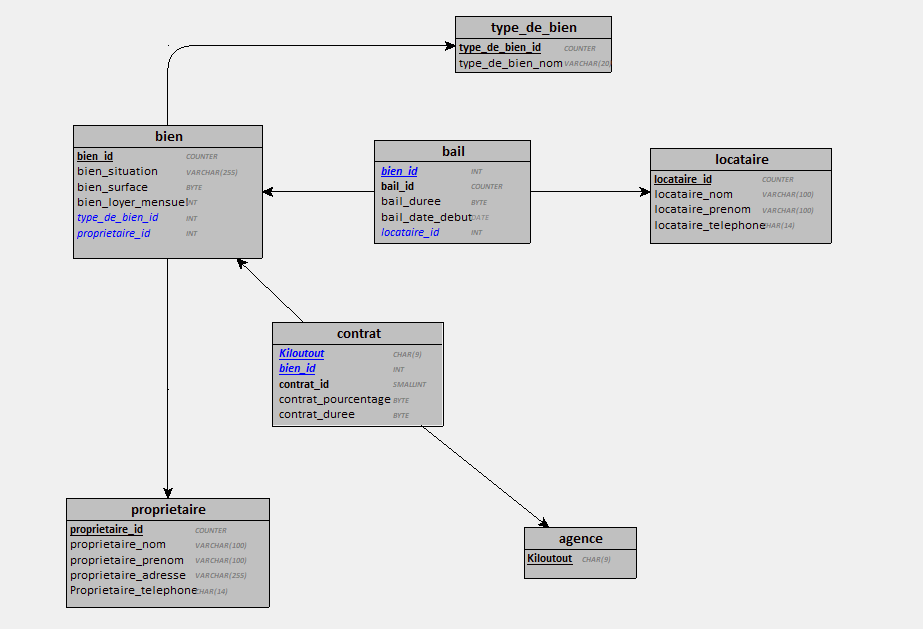 type_de_bien
type_de_bien_id COUNTER
type_de_bien_nom VARCHAR(20)
bien
bien_id COUNTER
bien_situation VARCHAR(255)
bien_surface BYTE
bien_loyer_mensuel INT
type_de_bien_id INT
proprietaire_id INT
bail
bien_id INT
bail_id COUNTER
bail_duree BYTE
bail_date_debut DATE
locataire_id INT
locataire
locataire_id COUNTER
locataire_nom VARCHAR(100)
locataire_prenom VARCHAR(100)
locataire_telephone CHAR(14)
contrat
Kiloutout CHAR(9)
bien_id INT
contrat_id SMALLINT
contrat_pourcentage BYTE
contrat_duree BYTE
proprietaire
proprietaire_id COUNTER
proprietaire_nom VARCHAR(100)
proprietaire_prenom VARCHAR(100)
proprietaire_adresse VARCHAR(255)
Proprietaire_telephone CHAR(14)
agence
Kiloutout CHAR(9)